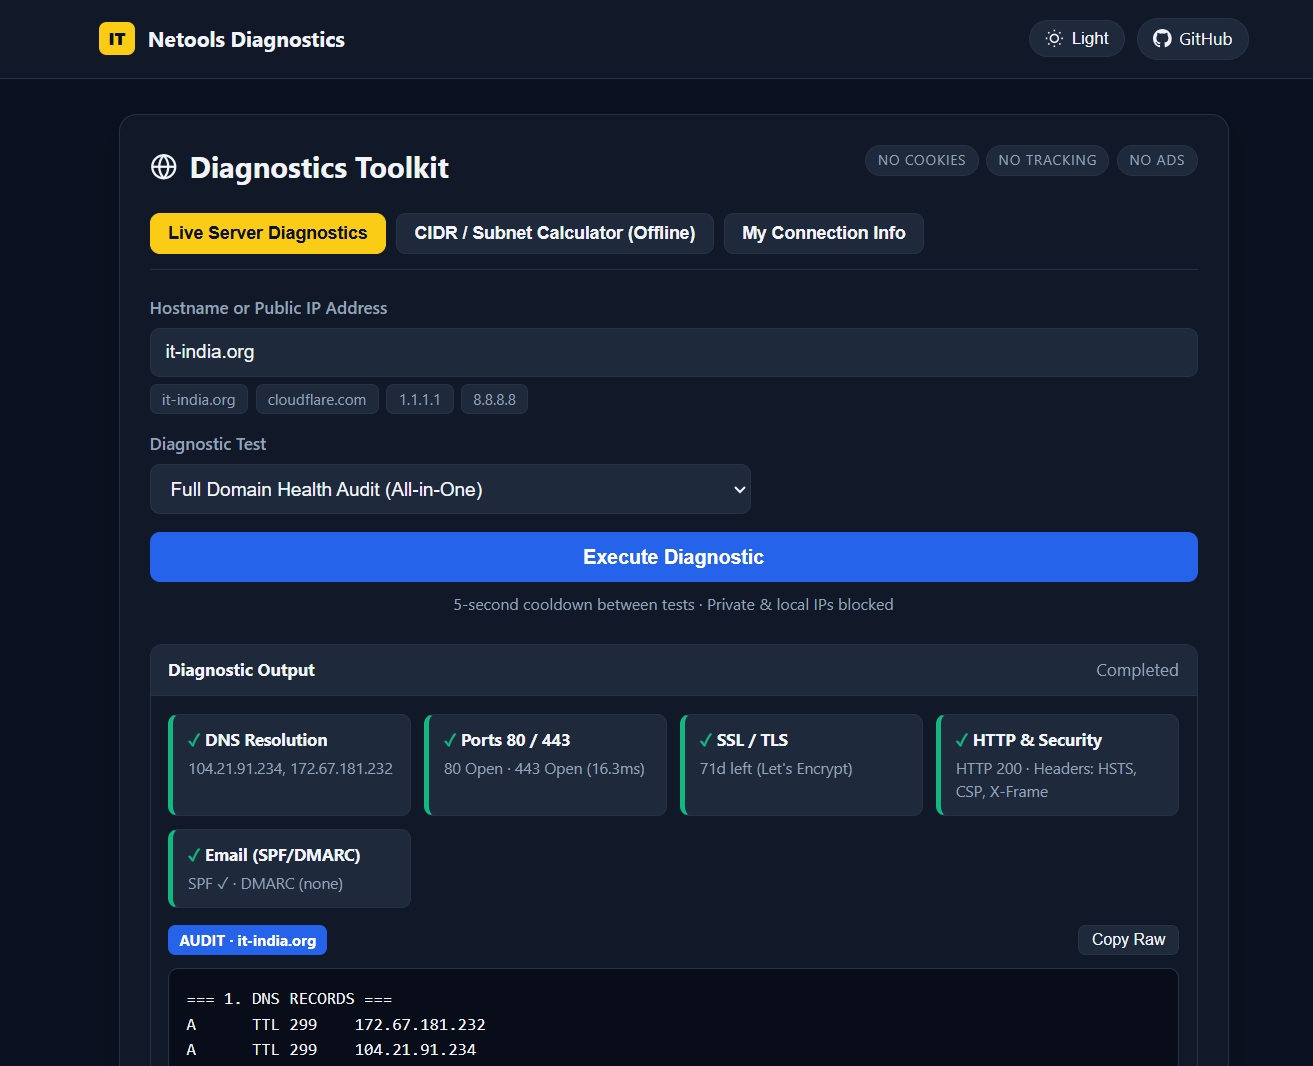 IT Netools Diagnostics
Light
GitHub
Diagnostics Toolkit
NO COOKIES
NO TRACKING
NO ADS
Live Server Diagnostics
CIDR / Subnet Calculator (Offline)
My Connection Info
Hostname or Public IP Address
it-india.org
it-india.org
cloudflare.com
1.1.1.1
8.8.8.8
Diagnostic Test
Full Domain Health Audit (All-in-One)
Execute Diagnostic
5-second cooldown between tests · Private & local IPs blocked
Diagnostic Output
Completed
✓ DNS Resolution
104.21.91.234, 172.67.181.232
✓ Ports 80 / 443
80 Open · 443 Open (16.3ms)
✓ SSL / TLS
71d left (Let's Encrypt)
✓ HTTP & Security
HTTP 200 · Headers: HSTS,
CSP, X-Frame
✓ Email (SPF/DMARC)
SPF ✓ · DMARC (none)
AUDIT · it-india.org
Copy Raw
=== 1. DNS RECORDS ===
A TTL 299 172.67.181.232
A TTL 299 104.21.91.234